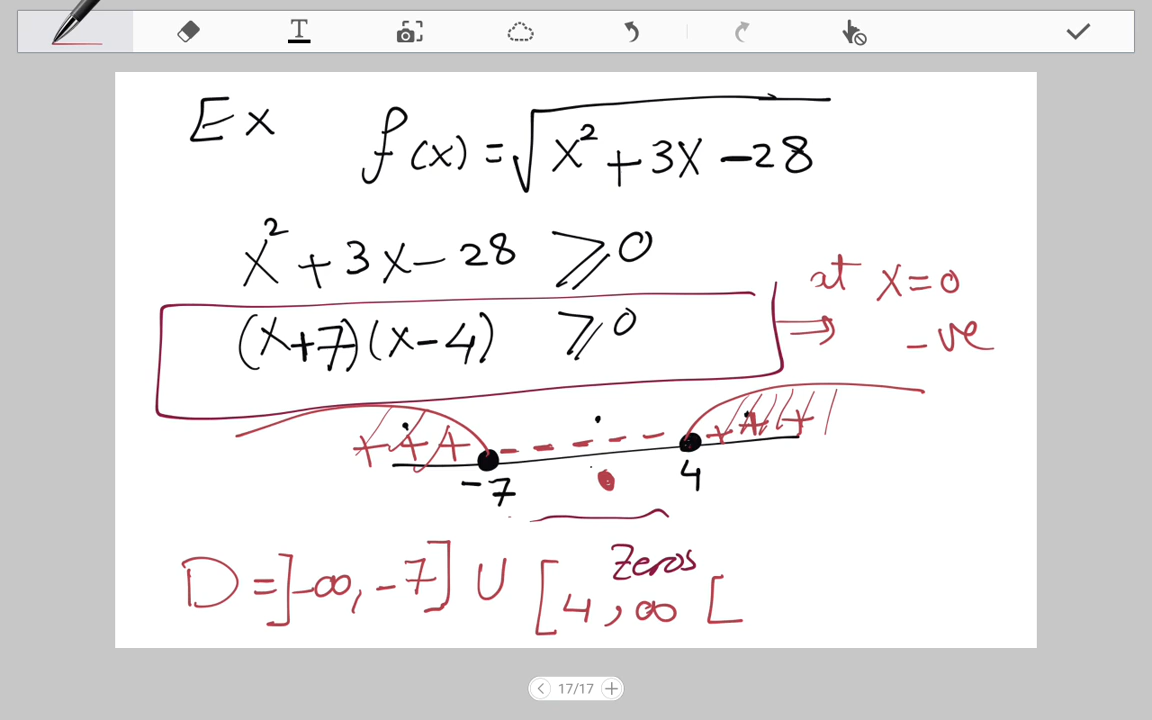 T
Ex f(x) = √x² + 3x - 28
x² + 3x - 28 ⩾ 0
at x = 0
(x+7)(x-4) ⩾ 0
⇒ -ve
+ + + - - - - - - + + + +
-7 4
Zeros
D = ]-∞, -7] ∪ [4, ∞[
17/17